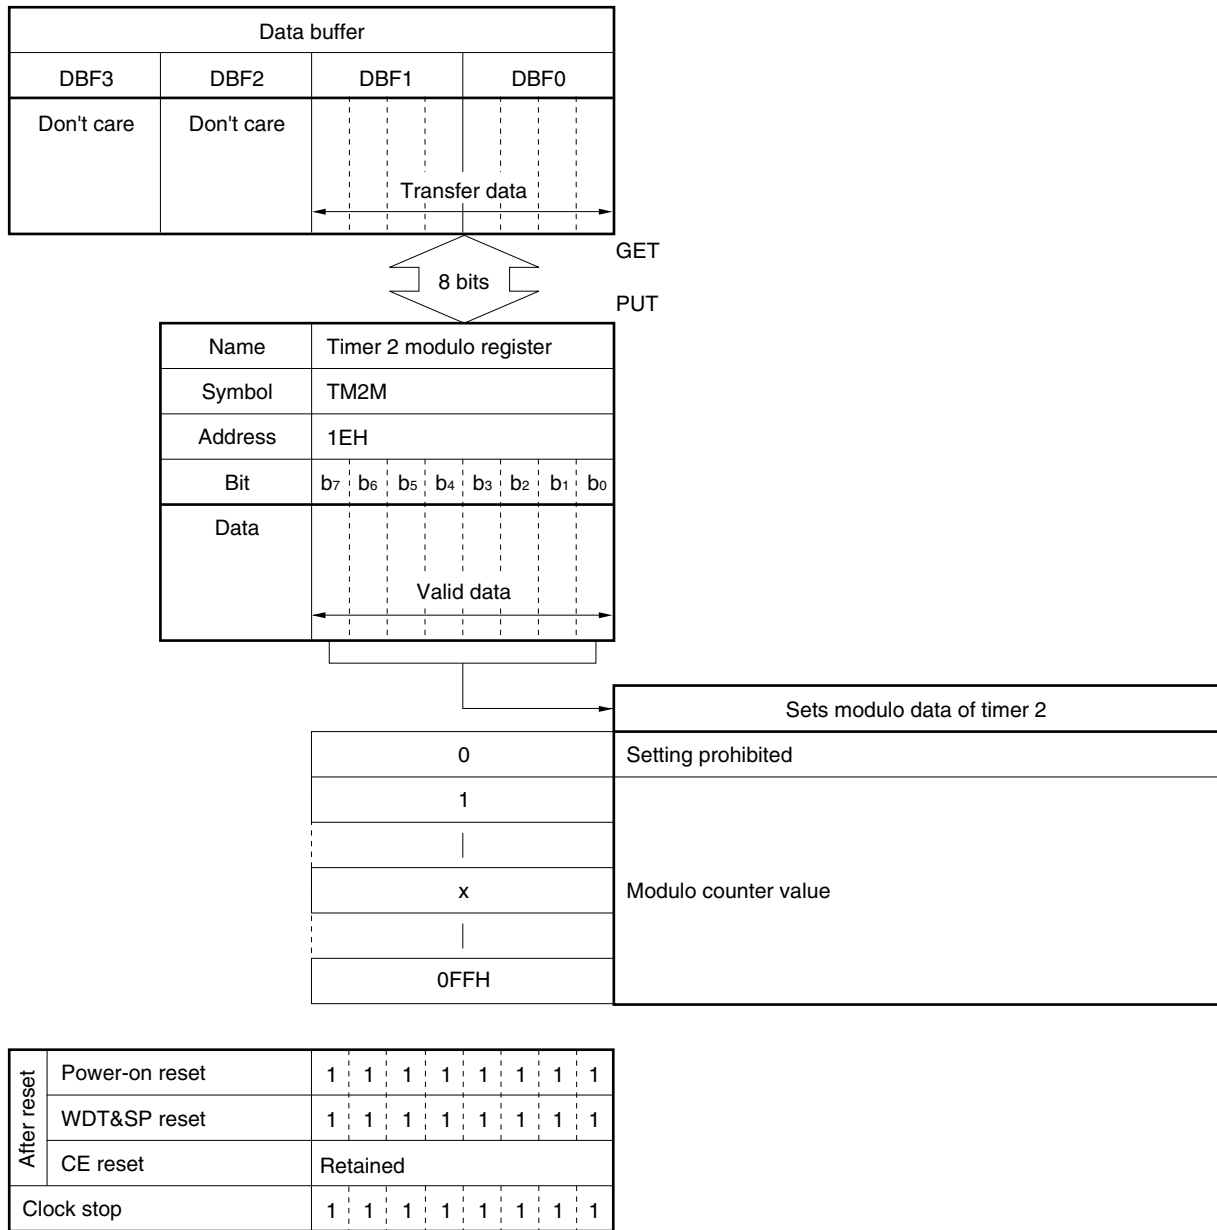 Data buffer
DBF3 DBF2 DBF1 DBF0
Don't care Don't care
Transfer data
GET
8 bits
PUT
Name Timer 2 modulo register
Symbol TM2M
Address 1EH
Bit b7 b6 b5 b4 b3 b2 b1 b0
Data
Valid data
Sets modulo data of timer 2
0 Setting prohibited
1
x Modulo counter value
0FFH
After reset
Power-on reset 1 1 1 1 1 1 1 1
WDT&SP reset 1 1 1 1 1 1 1 1
CE reset Retained
Clock stop 1 1 1 1 1 1 1 1